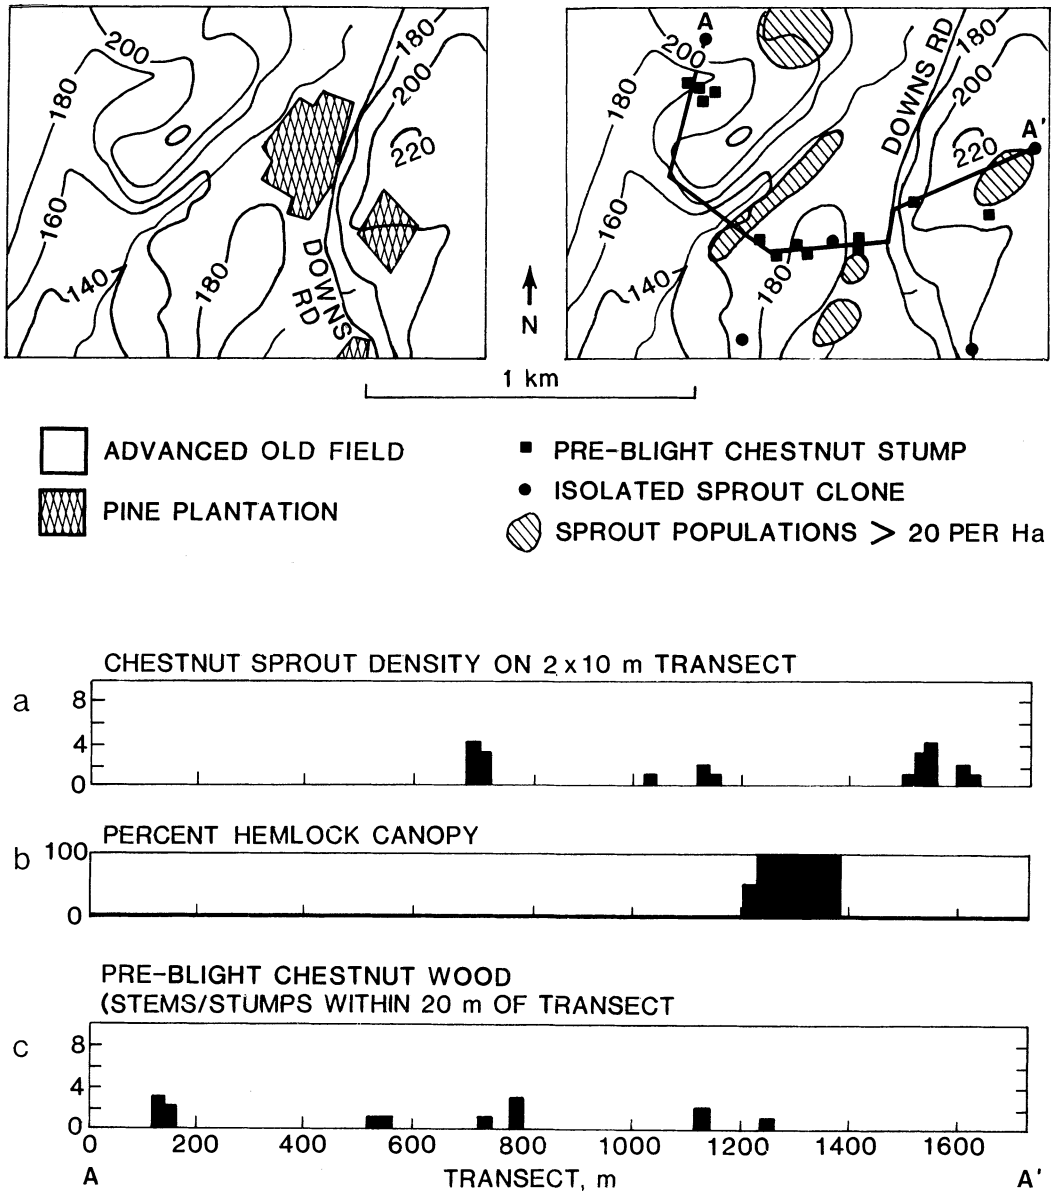 200
180
180
200
220
160
140
180
DOWNS
RD
N
A
200
180
180
200
DOWNS RD
A'
220
160
140
180
1 km
ADVANCED OLD FIELD
PINE PLANTATION
PRE-BLIGHT CHESTNUT STUMP
ISOLATED SPROUT CLONE
SPROUT POPULATIONS > 20 PER Ha
CHESTNUT SPROUT DENSITY ON 2 x 10 m TRANSECT
a
8
4
0
PERCENT HEMLOCK CANOPY
b
100
0
PRE-BLIGHT CHESTNUT WOOD
(STEMS/STUMPS WITHIN 20 m OF TRANSECT
c
8
4
0
0 200 400 600 1000 1200 1400 1600
A TRANSECT, m A'